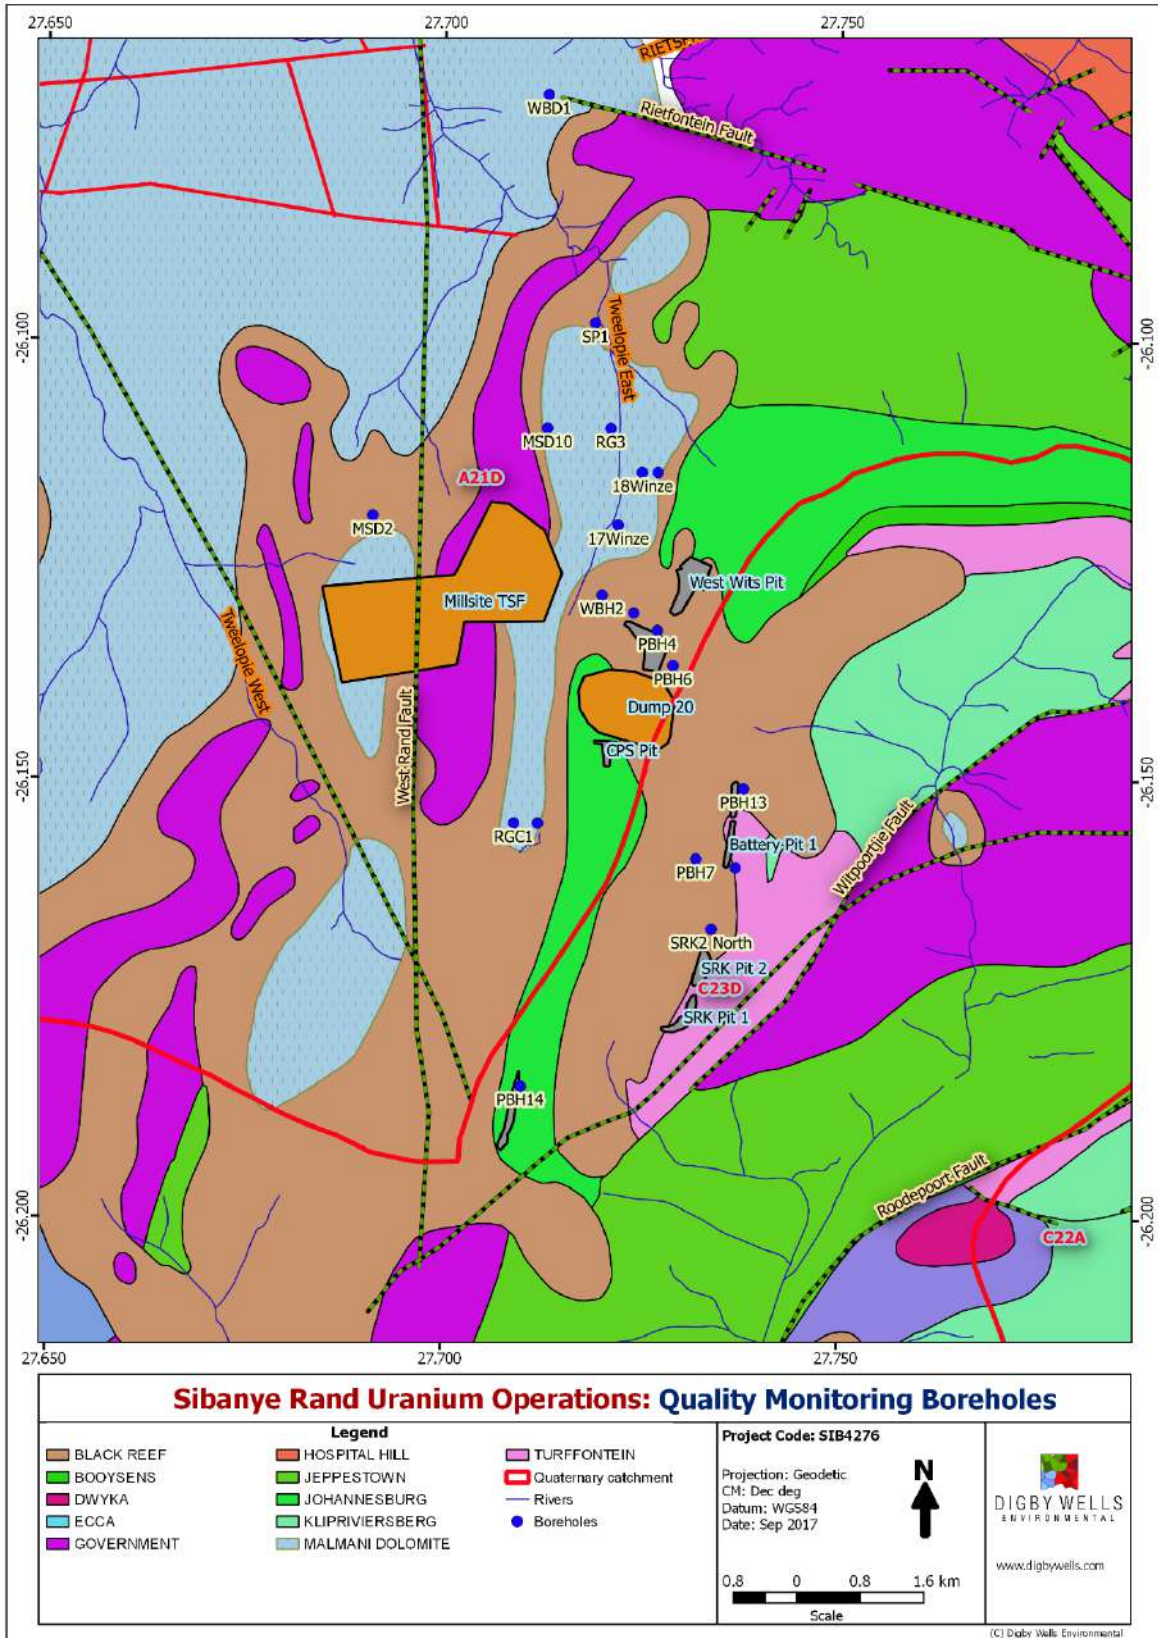 27.650
27.700
27.750
RIETSF
WBD1
Rietfontein Fault
-26.100
-26.100
Tweelopie East
SP1
MSD10
RG3
A21D
18Winze
MSD2
17Winze
West Wits Pit
Millsite TSF
WBH2
PBH4
Tweelopie West
PBH6
Dump 20
West Rand Fault
CPS Pit
-26.150
-26.150
PBH13
RGC1
Battery Pit 1
Witpoortjie Fault
PBH7
SRK2 North
SRK Pit 2
C23D
SRK Pit 1
PBH14
Roodepoort Fault
-26.200
-26.200
C22A
27.650
27.700
27.750
Sibanye Rand Uranium Operations: Quality Monitoring Boreholes
Legend
BLACK REEF
BOOYSENS
DWYKA
ECCA
GOVERNMENT
HOSPITAL HILL
JEPPESTOWN
JOHANNESBURG
KLIPRIVIERSBERG
MALMANI DOLOMITE
TURFFONTEIN
Quaternary catchment
Rivers
Boreholes
Project Code: SIB4276
Projection: Geodetic
CM: Dec deg
Datum: WGS84
Date: Sep 2017
N
0.8 0 0.8 1.6 km
Scale
DIGBY WELLS
ENVIRONMENTAL
www.digbywells.com
(C) Digby Wells Environmental